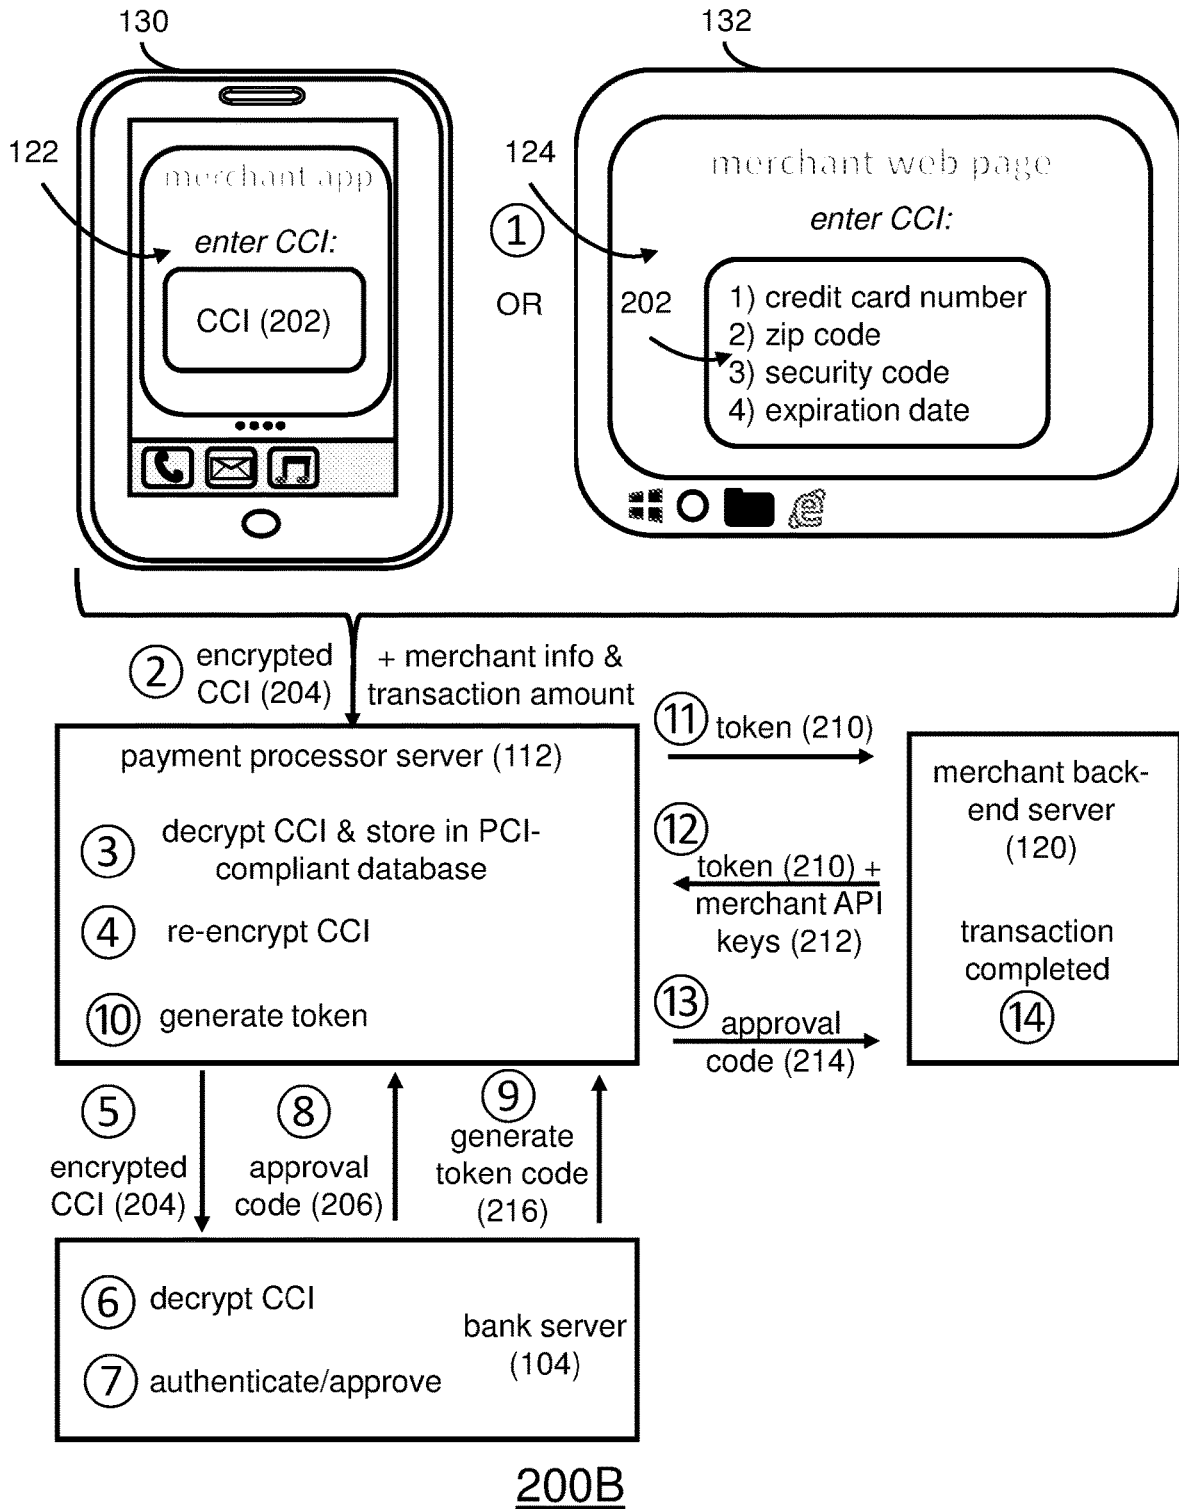 130
132
122
merchant app
enter CCI:
CCI (202)
1
OR
124
merchant web page
enter CCI:
202
1) credit card number
2) zip code
3) security code
4) expiration date
e
2
encrypted
CCI (204)
+ merchant info &
transaction amount
payment processor server (112)
3
decrypt CCI & store in PCI-
compliant database
4
re-encrypt CCI
10
generate token
11
token (210)
12
token (210) +
merchant API
keys (212)
13
approval
code (214)
merchant back-
end server
(120)
transaction
completed
14
5
encrypted
CCI (204)
8
approval
code (206)
9
generate
token code
(216)
6
decrypt CCI
7
authenticate/approve
bank server
(104)
200B